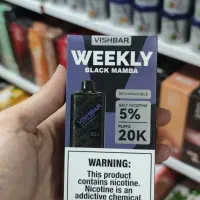 VISHBAR
WEEKLY
BLACK MAMBA
RECHARGEABLE
SALT NICOTINE
5%
PUFFS
20K
VISHBAR
WARNING:
This product
contains nicotine.
Nicotine is an
addictive chemical.